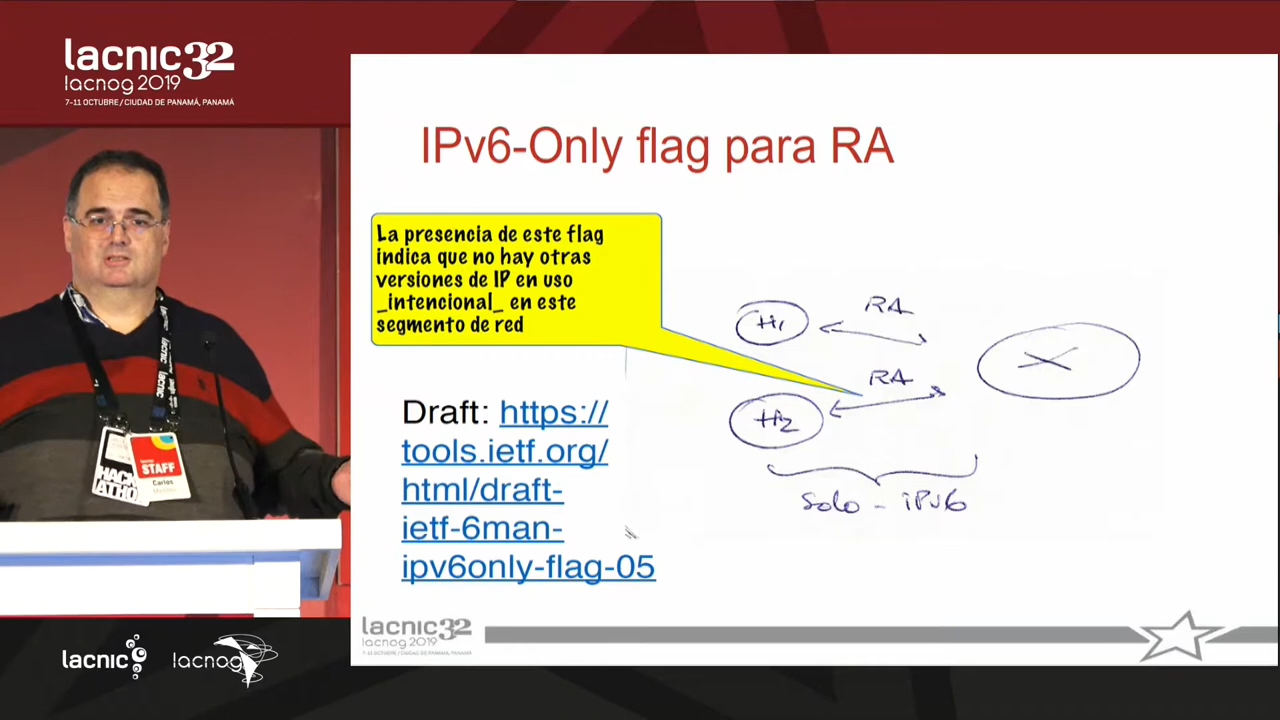 lacnic32
lacnog 2019
7-11 OCTUBRE / CIUDAD DE PANAMÁ, PANAMÁ
IPv6-Only flag para RA
La presencia de este flag
indica que no hay otras
versiones de IP en uso
_intencional_ en este
segmento de red
RA
H1
RA
H2
Solo - IPv6
Draft: https://
tools.ietf.org/
html/draft-
ietf-6man-
ipv6only-flag-05
HACK
ATHO
STAFF
Carlos
lacnic32
lacnog 2019
lacnic
lacnog